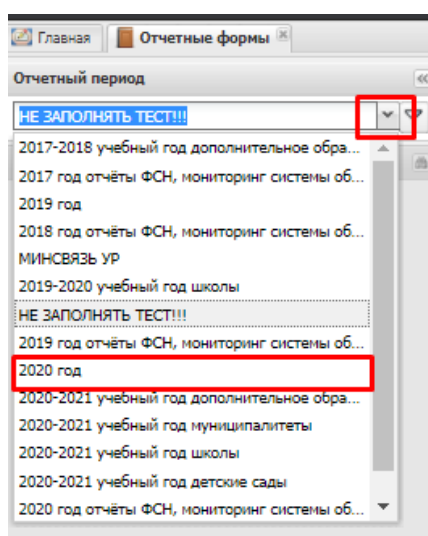 Главная Отчетные формы
Отчетный период
НЕ ЗАПОЛНЯТЬ ТЕСТ!!!
2017-2018 учебный год дополнительное обра...
2017 год отчёты ФСН, мониторинг системы об...
2019 год
2018 год отчёты ФСН, мониторинг системы об...
МИНСВЯЗЬ УР
2019-2020 учебный год школы
НЕ ЗАПОЛНЯТЬ ТЕСТ!!!
2019 год отчёты ФСН, мониторинг системы об...
2020 год
2020-2021 учебный год дополнительное обра...
2020-2021 учебный год муниципалитеты
2020-2021 учебный год школы
2020-2021 учебный год детские сады
2020 год отчёты ФСН, мониторинг системы об...